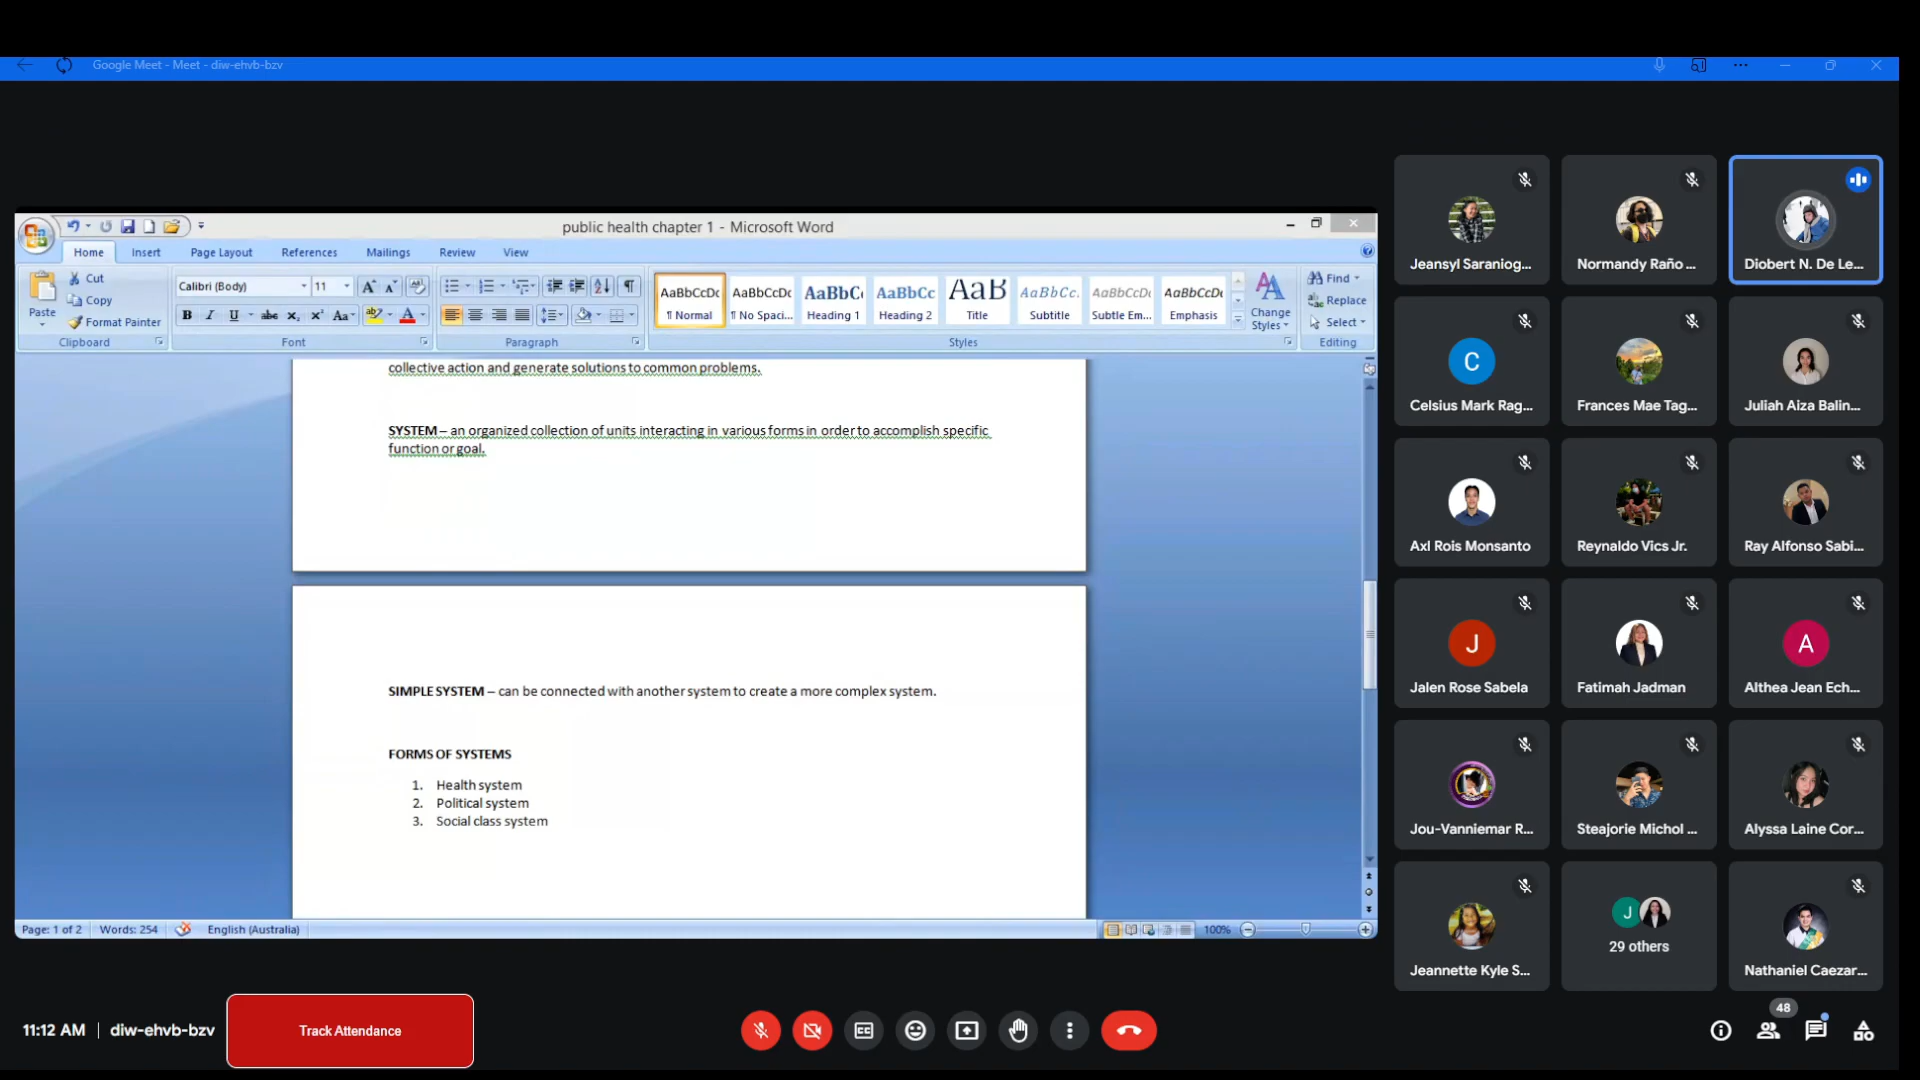 Google Meet - Meet - diw-ehvb-bzv
public health chapter 1 - Microsoft Word
Home Insert Page Layout References Mailings Review View
Paste
Cut
Copy
Format Painter
Clipboard
Calibri (Body) 11
B I U abc X₂ X² Aa
Font
Paragraph
AaBbCcDc AaBbCcDc AaBbC AaBbCc AaB AaBbCc. AaBbCcDt AaBbCcDt
¶ Normal ¶ No Spaci... Heading 1 Heading 2 Title Subtitle Subtle Em... Emphasis
Change Styles
Styles
Find
Replace
Select
Editing
collective action and generate solutions to common problems.
SYSTEM – an organized collection of units interacting in various forms in order to accomplish specific
function or goal.
SIMPLE SYSTEM – can be connected with another system to create a more complex system.
FORMS OF SYSTEMS
1. Health system
2. Political system
3. Social class system
Page: 1 of 2 Words: 254 English (Australia) 100%
Jeansyl Saraniog...
Normandy Raño ...
Diobert N. De Le...
C
Celsius Mark Rag...
Frances Mae Tag...
Juliah Aiza Balin...
Axl Rois Monsanto
Reynaldo Vics Jr.
Ray Alfonso Sabi...
J
Jalen Rose Sabela
Fatimah Jadman
A
Althea Jean Ech...
Jou-Vanniemar R...
Steajorie Michol ...
Alyssa Laine Cor...
Jeannette Kyle S...
J
29 others
Nathaniel Caezar...
11:12 AM | diw-ehvb-bzv
Track Attendance
48